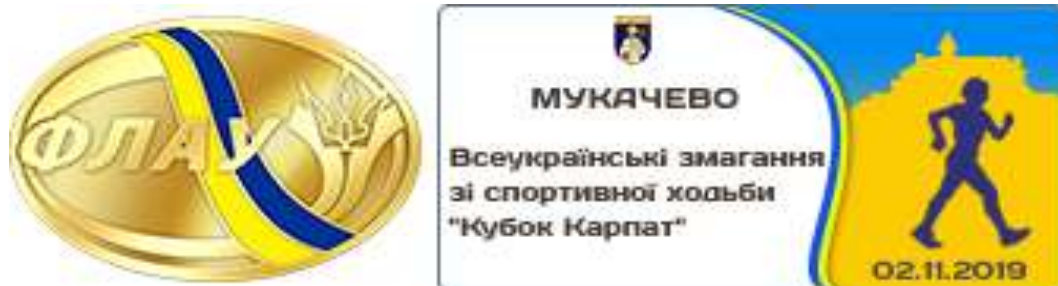 ФЛАУ
МУКАЧЕВО
Всеукраїнські змагання
зі спортивної ходьби
"Кубок Карпат"
02.11.2019